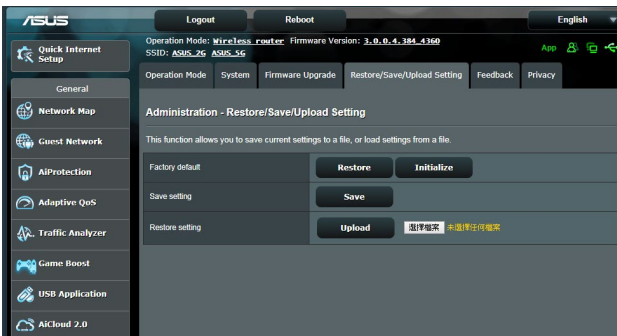 ASUS
Logout
Reboot
English
Quick Internet Setup
Operation Mode: Wireless router Firmware Version: 3.0.0.4.384_4360
SSID: ASUS_2G ASUS_5G
App
Operation Mode
System
Firmware Upgrade
Restore/Save/Upload Setting
Feedback
Privacy
General
Network Map
Guest Network
AiProtection
Adaptive QoS
Traffic Analyzer
Game Boost
USB Application
AiCloud 2.0
Administration - Restore/Save/Upload Setting
This function allows you to save current settings to a file, or load settings from a file.
Factory default
Restore
Initialize
Save setting
Save
Restore setting
Upload
選擇檔案 未選擇任何檔案